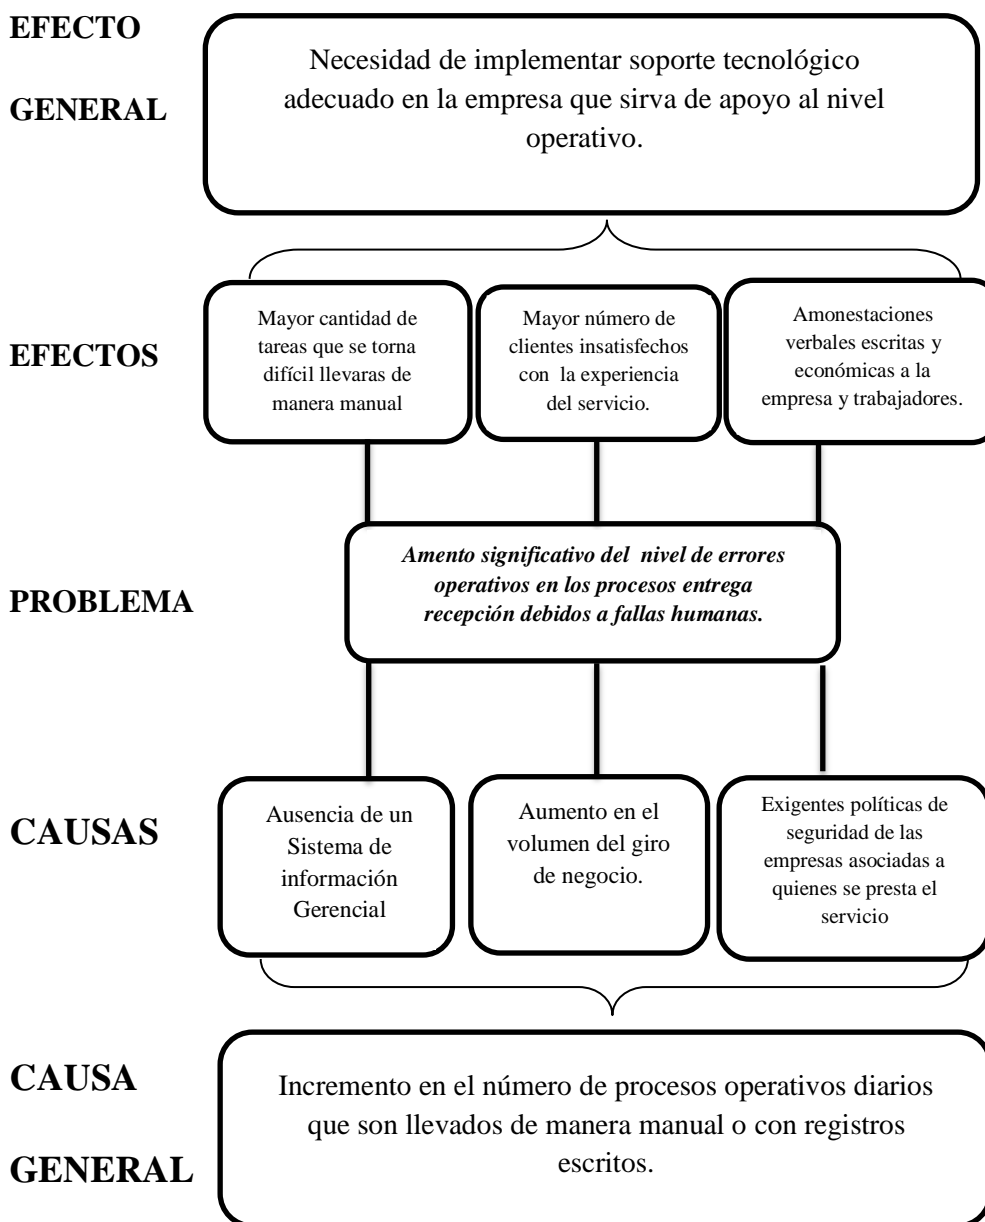 EFECTO
GENERAL
Necesidad de implementar soporte tecnológico
adecuado en la empresa que sirva de apoyo al nivel
operativo.
EFECTOS
Mayor cantidad de
tareas que se torna
difícil llevaras de
manera manual
Mayor número de
clientes insatisfechos
con la experiencia
del servicio.
Amonestaciones
verbales escritas y
económicas a la
empresa y trabajadores.
PROBLEMA
Amento significativo del nivel de errores
operativos en los procesos entrega
recepción debidos a fallas humanas.
CAUSAS
Ausencia de un
Sistema de
información
Gerencial
Aumento en el
volumen del giro
de negocio.
Exigentes políticas de
seguridad de las
empresas asociadas a
quienes se presta el
servicio
CAUSA
GENERAL
Incremento en el número de procesos operativos diarios
que son llevados de manera manual o con registros
escritos.